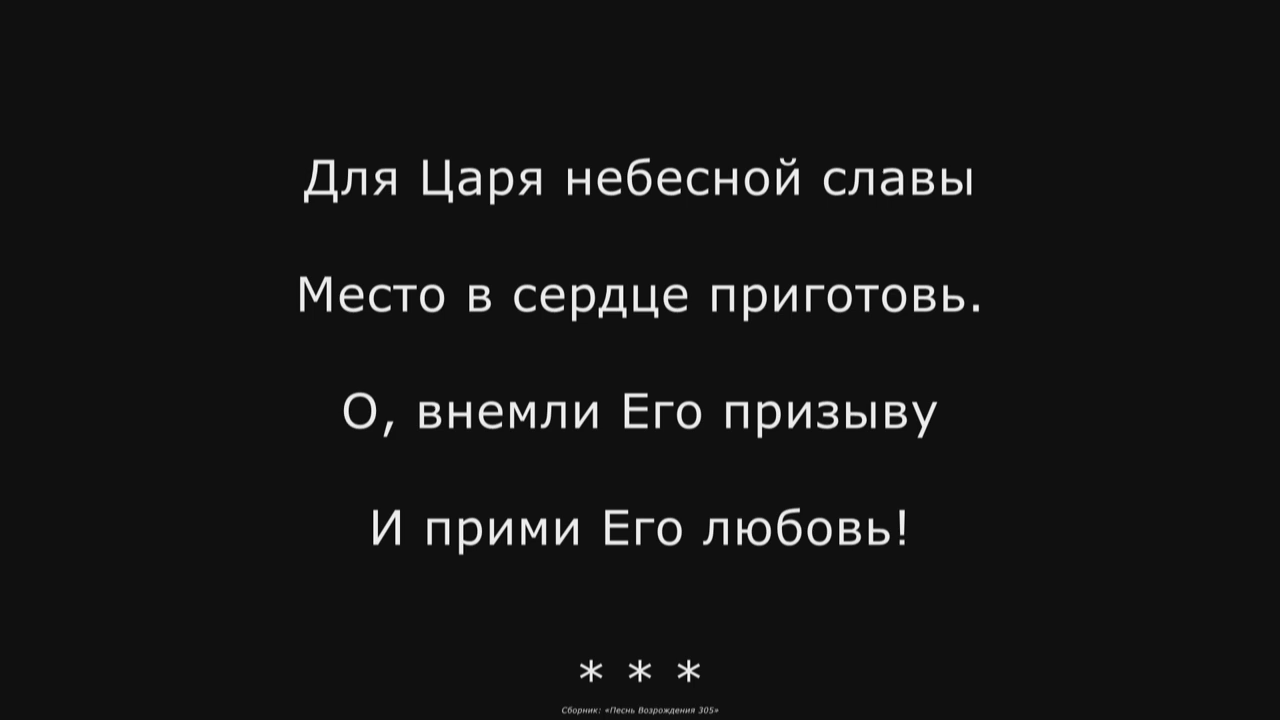 Для Царя небесной славы
Место в сердце приготовь.
О, внемли Его призыву
И прими Его любовь!
* * *
Сборник: «Песнь Возрождения 305»